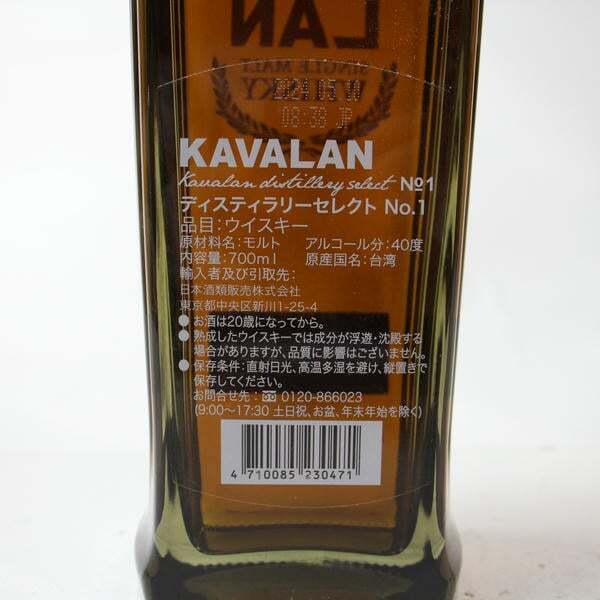 KAVALAN
Kavalan distillery select No1
ディスティラリーセレクト No.1
品目:ウイスキー
原材料名:モルト　アルコール分:40度
内容量:700ml　原産国名:台湾
輸入者及び引取先:
日本酒類販売株式会社
東京都中央区新川1-25-4
●お酒は20歳になってから。
●熟成したウイスキーでは成分が浮遊・沈殿する
場合がありますが、品質に影響はございません。
●保存条件:直射日光、高温多湿を避け、縦置きで
保存してください。
お問合せ先:☎ 0120-866023
(9:00〜17:30 土日祝、お盆、年末年始を除く)
4 710085 230471
LAN
SINGLE MALT
WHISKY
08:38 JP